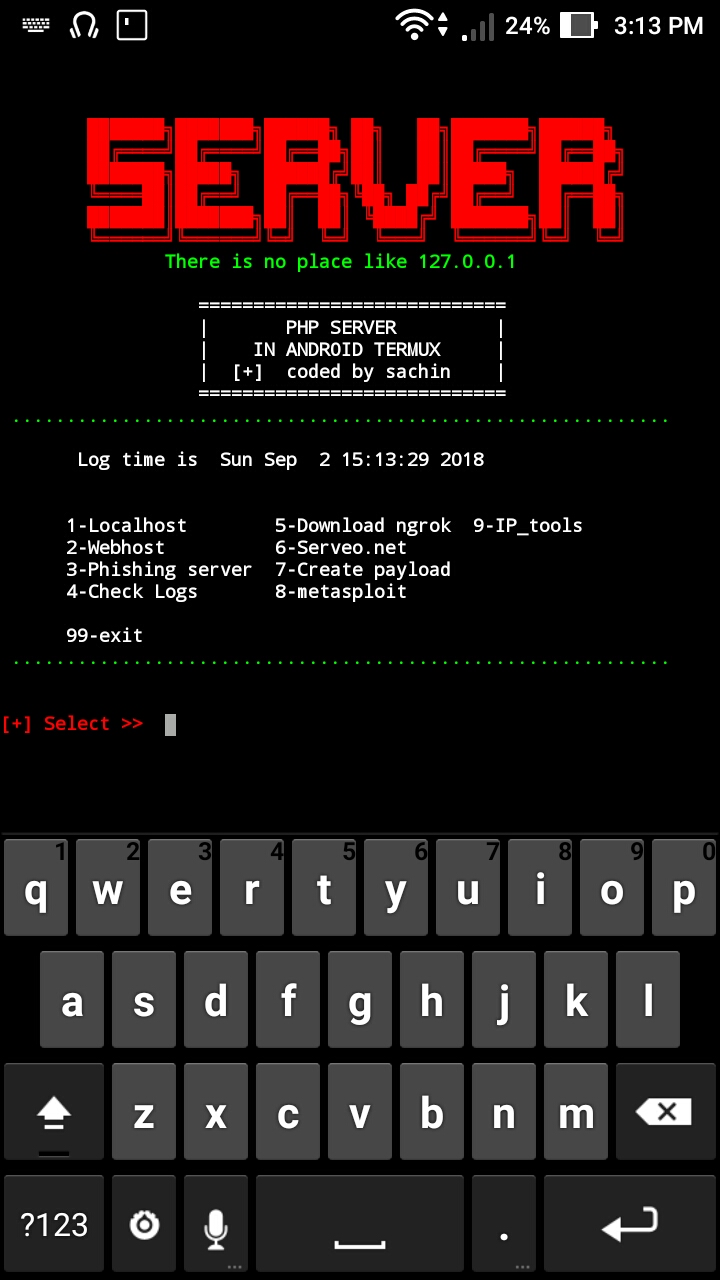 24% 3:13 PM
SERVER
There is no place like 127.0.0.1
============================
| PHP SERVER |
| IN ANDROID TERMUX |
| [+] coded by sachin |
============================
............................................................
Log time is Sun Sep 2 15:13:29 2018
1-Localhost 5-Download ngrok 9-IP_tools
2-Webhost 6-Serveo.net
3-Phishing server 7-Create payload
4-Check Logs 8-metasploit
99-exit
............................................................
[+] Select >>
1 2 3 4 5 6 7 8 9 0
q w e r t y u i o p
a s d f g h j k l
z x c v b n m
?123 .